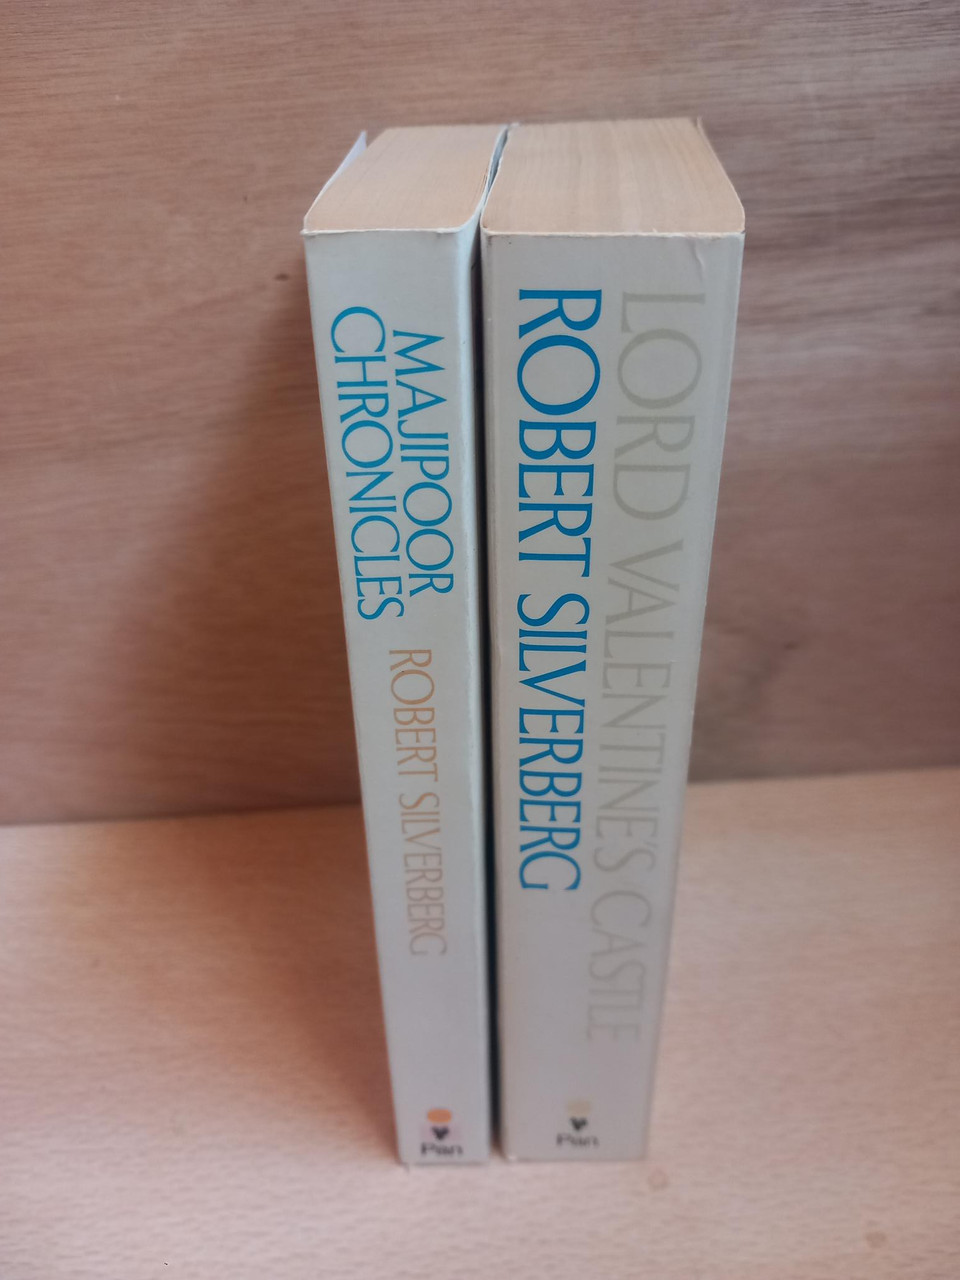 MAJIPOOR
CHRONICLES
ROBERT SILVERBERG
Pan
LORD VALENTINE'S CASTLE
ROBERT SILVERBERG
Pan